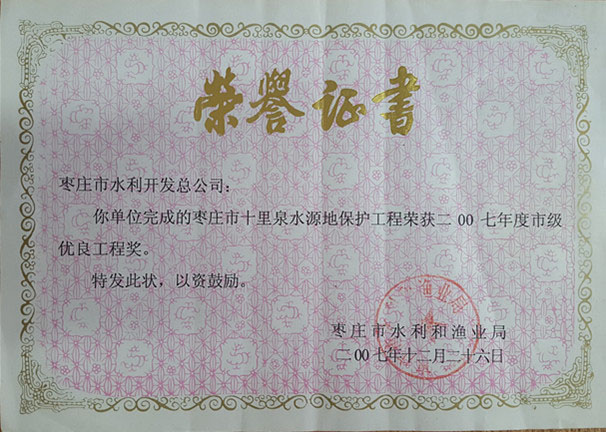 荣誉证书
枣庄市水利开发总公司：
你单位完成的枣庄市十里泉水源地保护工程荣获二00七年度市级
优良工程奖。
特发此状，以资鼓励。
渔业局
枣庄市水利和渔业局
二00七年十二月二十六日